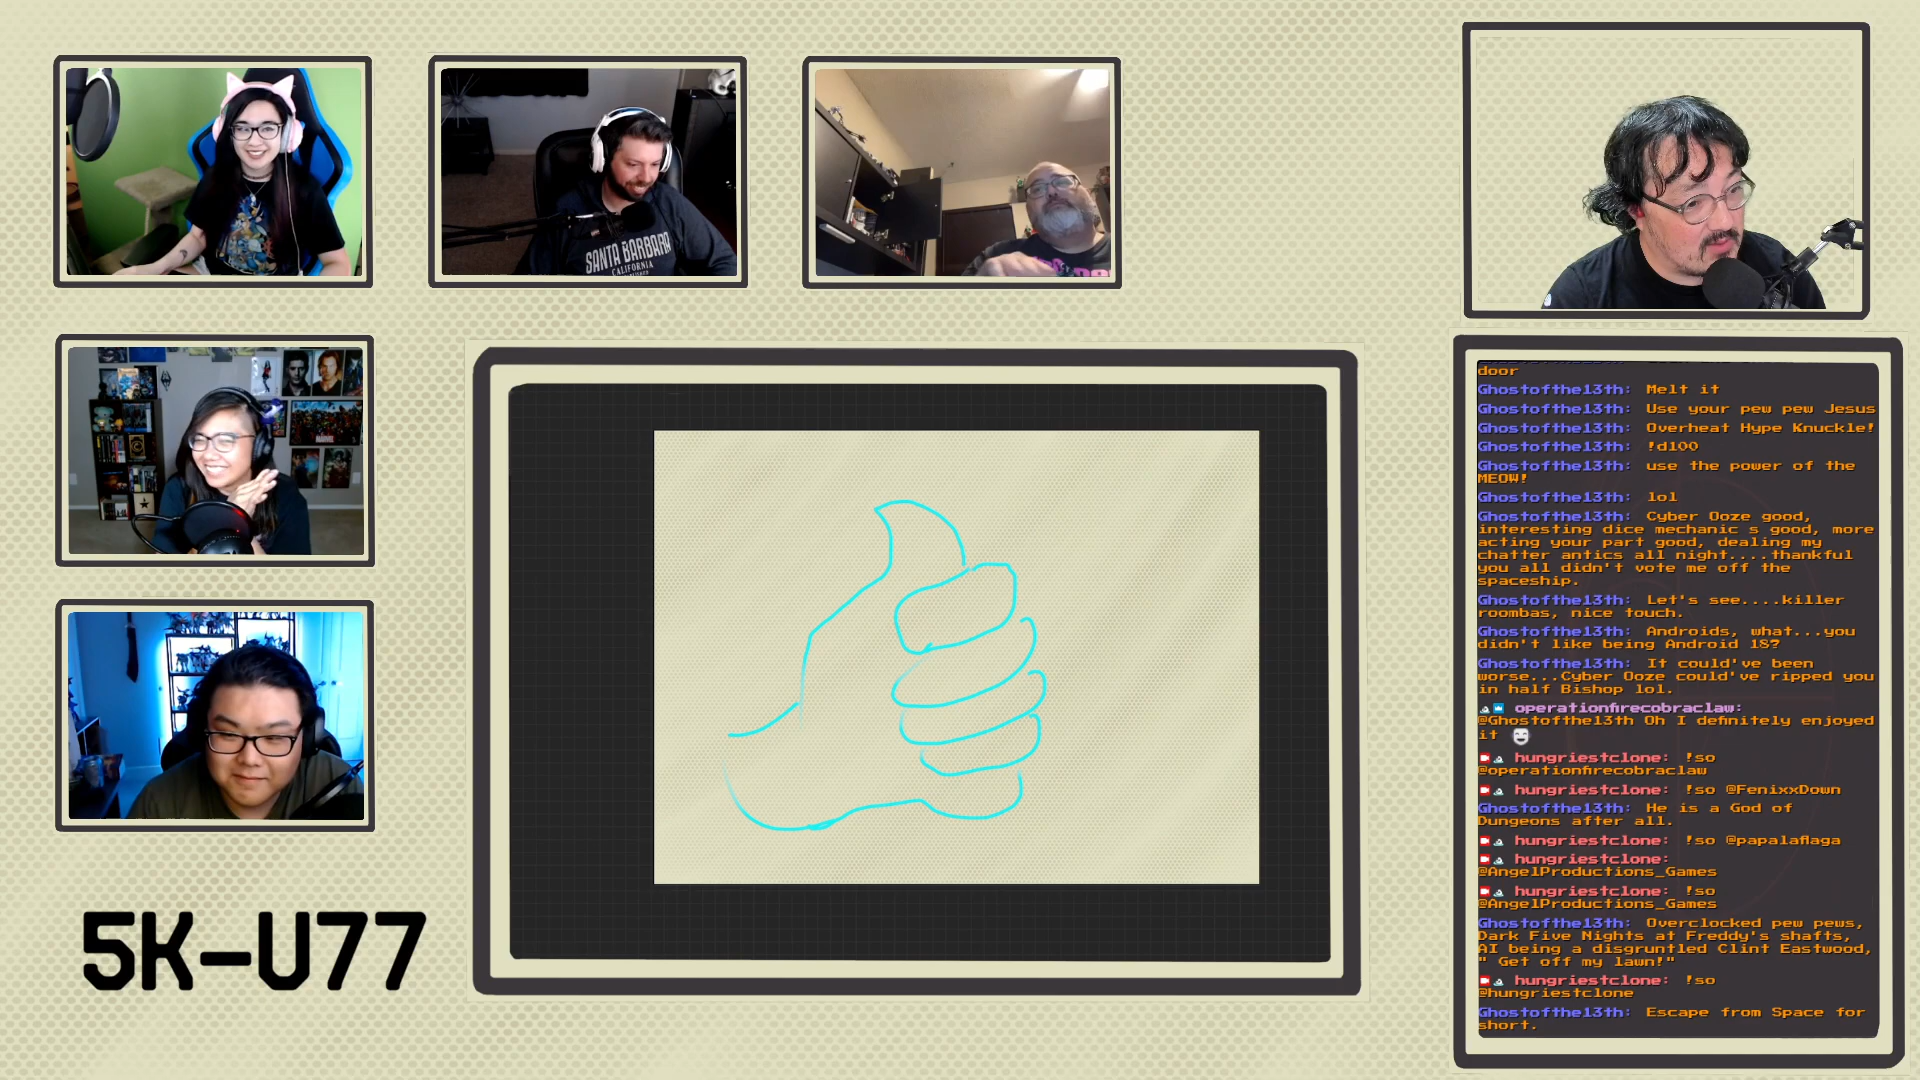 SANTA BARBARA
CALIFORNIA
MARVEL
door
Ghostofthe13th: Melt it
Ghostofthe13th: Use your pew pew Jesus
Ghostofthe13th: Overheat Hype Knuckle!
Ghostofthe13th: !d100
Ghostofthe13th: use the power of the
MEOW!
Ghostofthe13th: lol
Ghostofthe13th: Cyber Ooze good,
interesting dice mechanic s good, more
acting your part good, dealing my
chatter antics all night....thankful
you all didn't vote me off the
spaceship.
Ghostofthe13th: Let's see....killer
roombas, nice touch.
Ghostofthe13th: Androids, what...you
didn't like being Android 18?
Ghostofthe13th: It could've been
worse...Cyber Ooze could've ripped you
in half Bishop lol.
operationfirecobraclaw:
@Ghostofthe13th Oh I definitely enjoyed
it
hungriestclone: !so
@operationfirecobraclaw
hungriestclone: !so @FenixxDown
Ghostofthe13th: He is a God of
Dungeons after all.
hungriestclone: !so @papalaflaga
hungriestclone:
@AngelProductions_Games
hungriestclone: !so
@AngelProductions_Games
Ghostofthe13th: Overclocked pew pews,
Dark Five Nights at Freddy's shafts,
AI being a disgruntled Clint Eastwood,
" Get off my lawn!"
hungriestclone: !so
@hungriestclone
Ghostofthe13th: Escape from Space for
short.
5K-U77